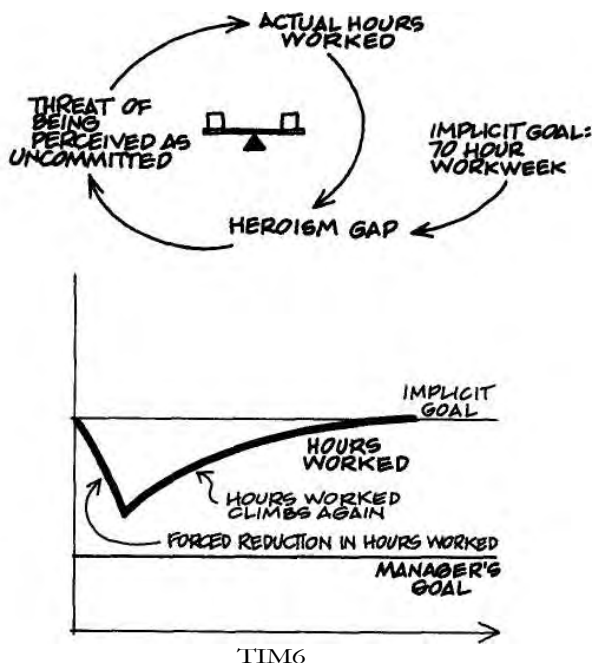 ACTUAL HOURS
WORKED
THREAT OF
BEING
PERCEIVED AS
UNCOMMITTED
IMPLICIT GOAL:
70 HOUR
WORKWEEK
HEROISM GAP
IMPLICIT
GOAL
HOURS
WORKED
HOURS WORKED
CLIMBS AGAIN
FORCED REDUCTION IN HOURS WORKED
MANAGER'S
GOAL
TIM6